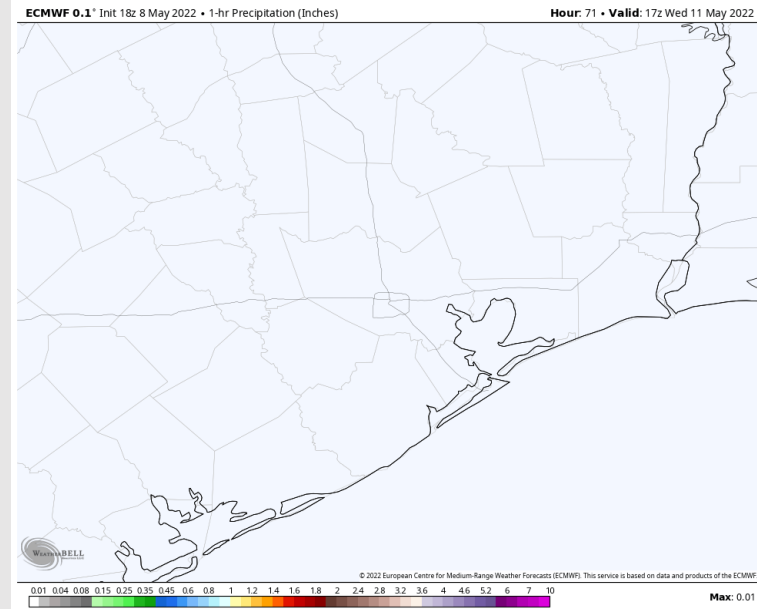 ECMWF 0.1° Init 18z 8 May 2022 • 1-hr Precipitation (Inches)
Hour: 71 • Valid: 17z Wed 11 May 2022
WeatherBELL
© 2022 European Centre for Medium-Range Weather Forecasts (ECMWF). This service is based on data and products of the ECMWF
0.01 0.04 0.08 0.15 0.25 0.35 0.45 0.6 0.8 1 1.2 1.4 1.6 1.8 2 2.4 2.8 3.2 3.6 4 4.6 5.2 6 7 10
Max: 0.01